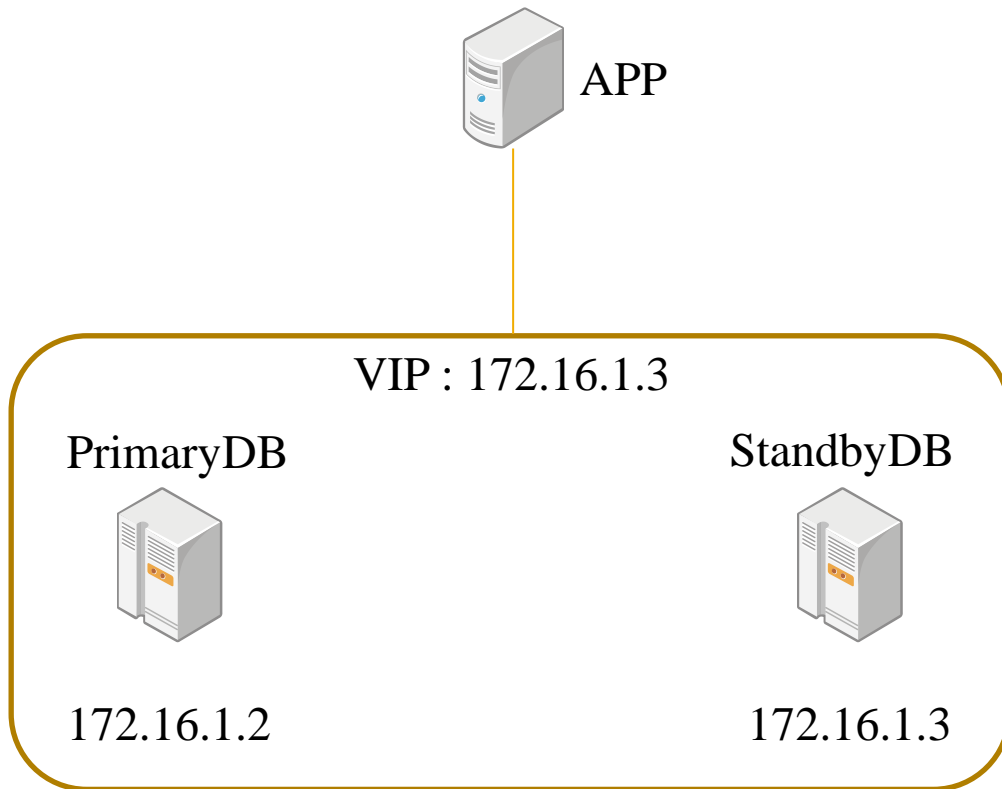 APP
VIP : 172.16.1.3
PrimaryDB
StandbyDB
172.16.1.2
172.16.1.3